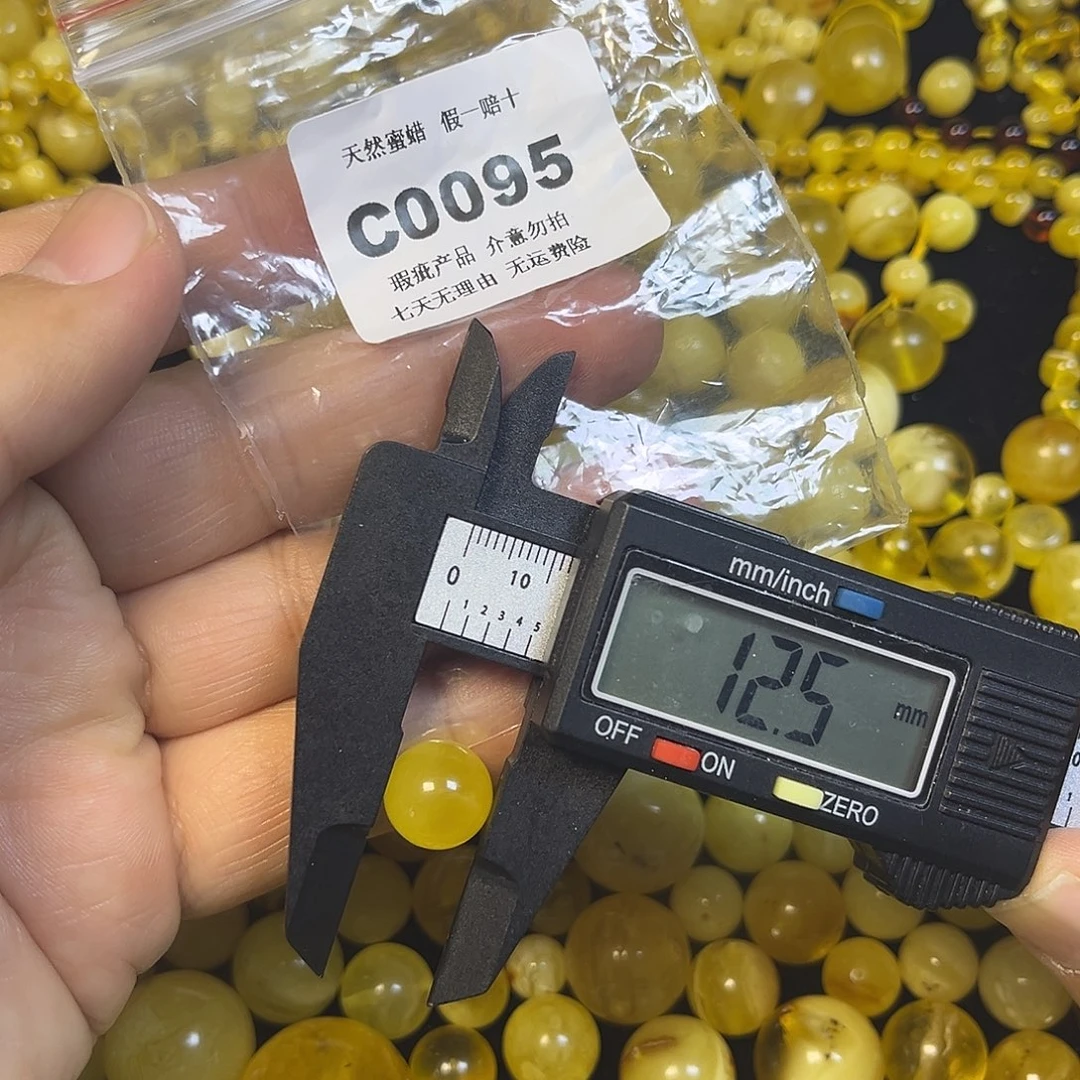 天然蜜蜡 假一赔十
C0095
瑕疵产品 介意勿拍
七天无理由 无运费险
mm/inch
0 10
1 2 3 4 5
12.5 mm
OFF
ON
ZERO
0
1